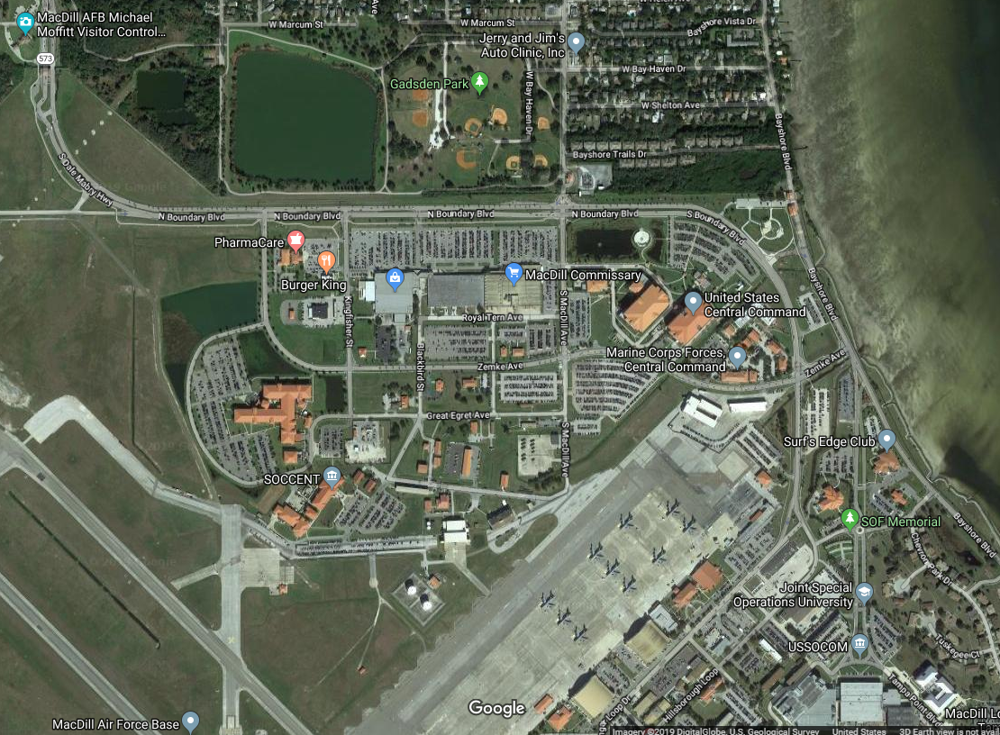 W Marcum St
W Marcum St
Bayshore Vista Dr
MacDill AFB Michael
Moffitt Visitor Control...
573
Jerry and Jim's
Auto Clinic, Inc
W Bay Haven Dr
Gadsden Park
W Bay Haven Dr
W Shelton Ave
Bayshore Blvd
Bayshore Trails Dr
S Dale Mabry Hwy
N Boundary Blvd
N Boundary Blvd
N Boundary Blvd
N Boundary Blvd
S Boundary Blvd
PharmaCare
Burger King
MacDill Commissary
Bayshore Blvd
United States
Central Command
Kingfisher St
Royal Tern Ave
S MacDill Ave
Blackbird St
Marine Corps Forces,
Central Command
Zemke Ave
Zemke Ave
Great Egret Ave
S MacDill Ave
Surf's Edge Club
SOCCENT
SOF Memorial
Bayshore Blvd
Chevron Park Dr
Joint Special
Operations University
USSOCOM
Tuskegee Ct
Hillsborough Loop
Loop Dr
Tampa Point Blvd
Google
MacDill Air Force Base
MacDill Lo
Imagery ©2019 DigitalGlobe, U.S. Geological Survey
United States
3D Earth view is not avai